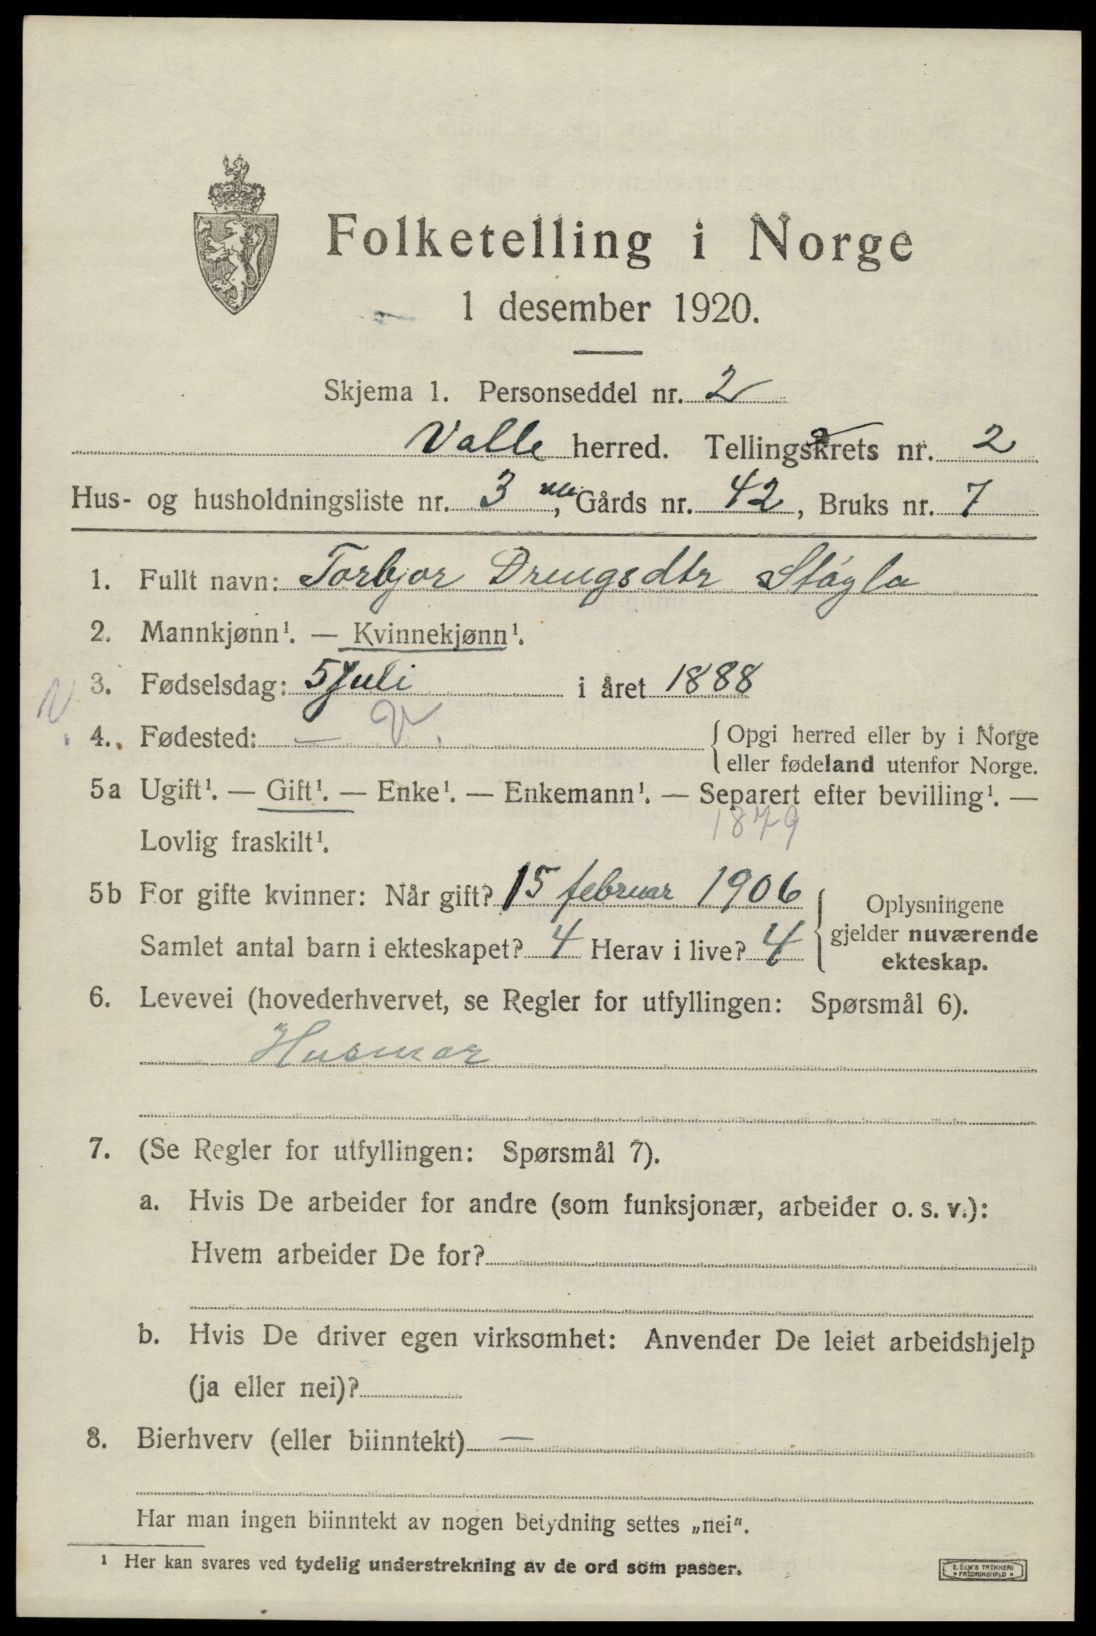 Folketelling i Norge
1 desember 1920.
Skjema 1. Personseddel nr. 2
Valle herred. Tellingskrets nr. 2
Hus- og husholdningsliste nr. 3, Gårds nr. 42, Bruks nr. 7
1. Fullt navn: Torbjor Drengsdtr Støyla
2. Mannkjønn¹. — Kvinnekjønn¹.
3. Fødselsdag: 5 Juli i året 1888
V.
4. Fødested: — V. Opgi herred eller by i Norge
eller fødeland utenfor Norge.
5a Ugift¹. — Gift¹. — Enke¹. — Enkemann¹. — Separert efter bevilling¹. —
1879
Lovlig fraskilt¹.
5b For gifte kvinner: Når gift? 15 februar 1906
Samlet antal barn i ekteskapet? 4 Herav i live? 4
Oplysningene
gjelder nuværende
ekteskap.
6. Levevei (hovederhvervet, se Regler for utfyllingen: Spørsmål 6).
Husmor
7. (Se Regler for utfyllingen: Spørsmål 7).
a. Hvis De arbeider for andre (som funksjonær, arbeider o. s. v.):
Hvem arbeider De for?
b. Hvis De driver egen virksomhet: Anvender De leiet arbeidshjelp
(ja eller nei)?
8. Bierhverv (eller biinntekt) —
Har man ingen biinntekt av nogen betydning settes „nei“.
¹ Her kan svares ved tydelig understrekning av de ord som passer.
E. SEM'S TRYKKERI
• FREDRIKSHALD •